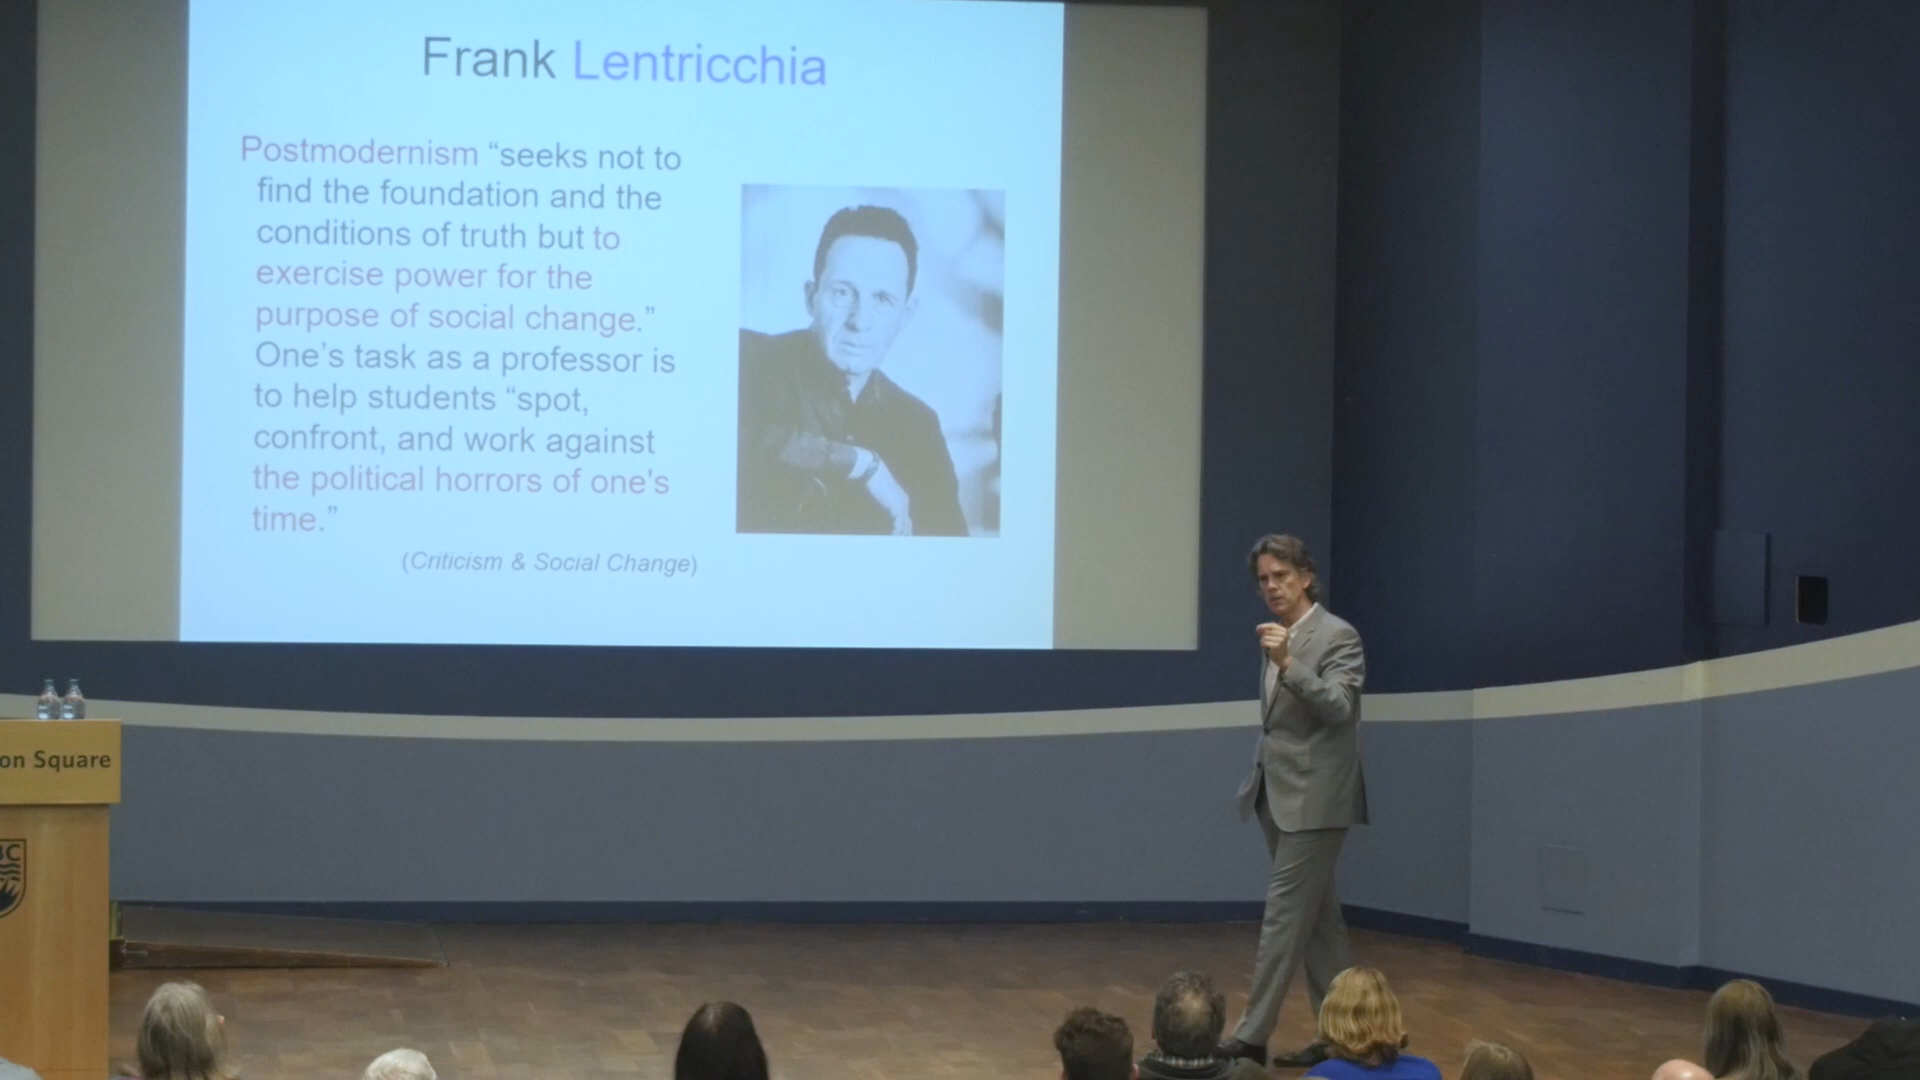 Frank Lentricchia
Postmodernism “seeks not to
find the foundation and the
conditions of truth but to
exercise power for the
purpose of social change.”
One’s task as a professor is
to help students “spot,
confront, and work against
the political horrors of one's
time.”
(Criticism & Social Change)
on Square
BC